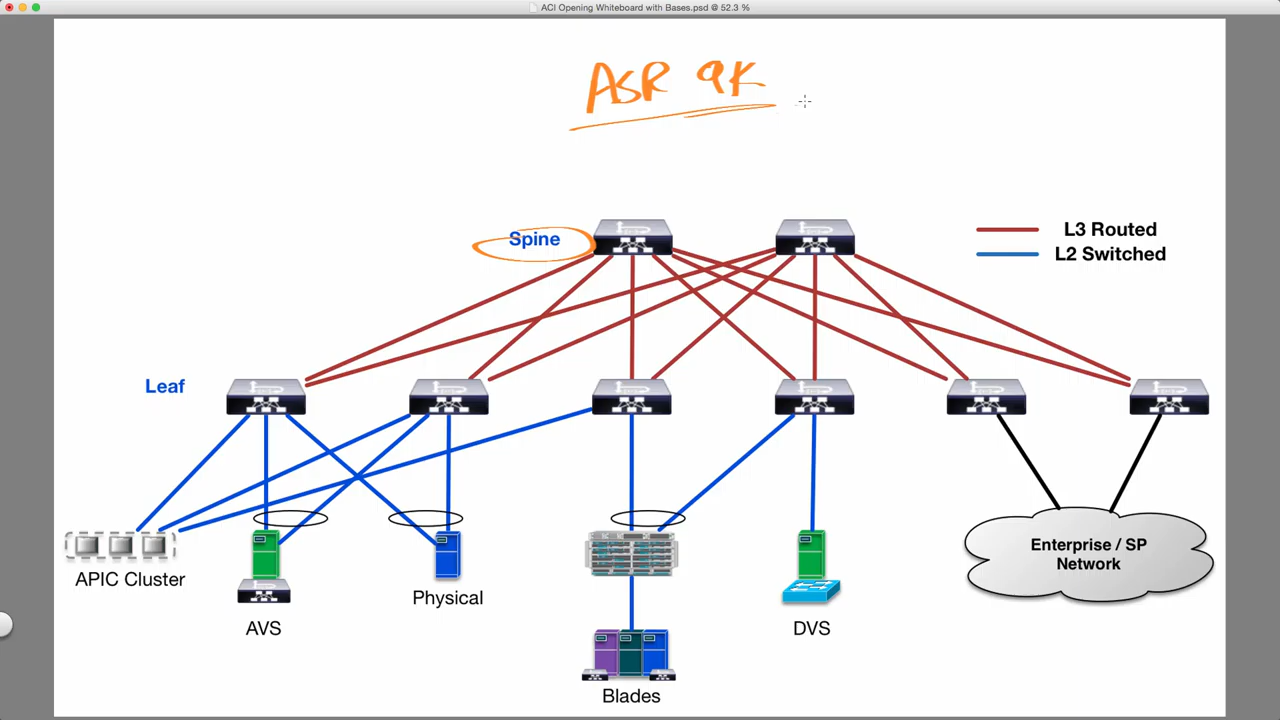 ACI Opening Whiteboard with Bases.psd @ 52.3 %
ASR 9K
Spine
L3 Routed
L2 Switched
Leaf
Enterprise / SP
Network
APIC Cluster
Physical
AVS
DVS
Blades